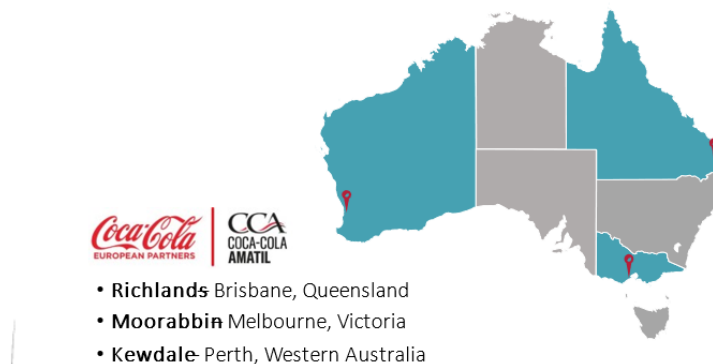 Coca-Cola
EUROPEAN PARTNERS
CCA
COCA-COLA
AMATIL
• Richlands- Brisbane, Queensland
• Moorabbin- Melbourne, Victoria
• Kewdale- Perth, Western Australia